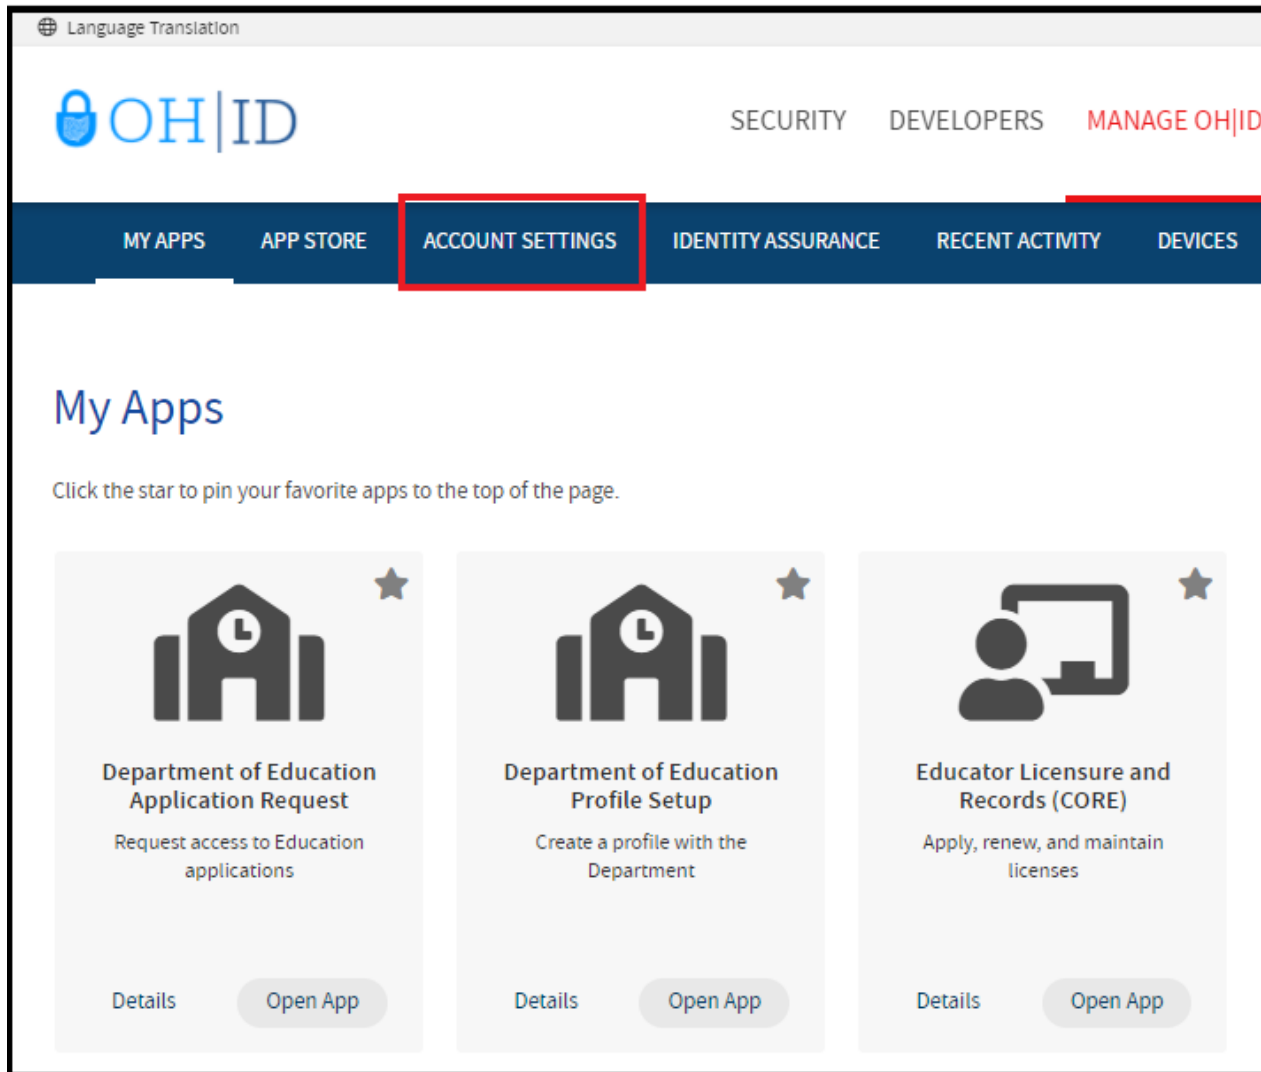 Language Translation
OH|ID
SECURITY DEVELOPERS MANAGE OH|ID
MY APPS APP STORE ACCOUNT SETTINGS IDENTITY ASSURANCE RECENT ACTIVITY DEVICES
My Apps
Click the star to pin your favorite apps to the top of the page.
Department of Education
Application Request
Request access to Education
applications
Details Open App
Department of Education
Profile Setup
Create a profile with the
Department
Details Open App
Educator Licensure and
Records (CORE)
Apply, renew, and maintain
licenses
Details Open App